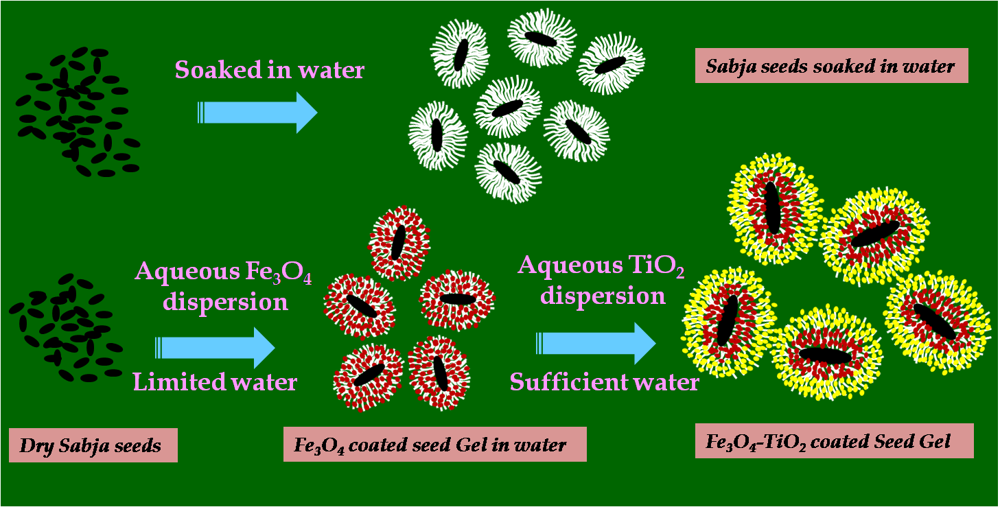 Soaked in water
Sabja seeds soaked in water
Aqueous Fe₃O₄
dispersion
Limited water
Aqueous TiO₂
dispersion
Sufficient water
Dry Sabja seeds
Fe₃O₄ coated seed Gel in water
Fe₃O₄-TiO₂ coated Seed Gel